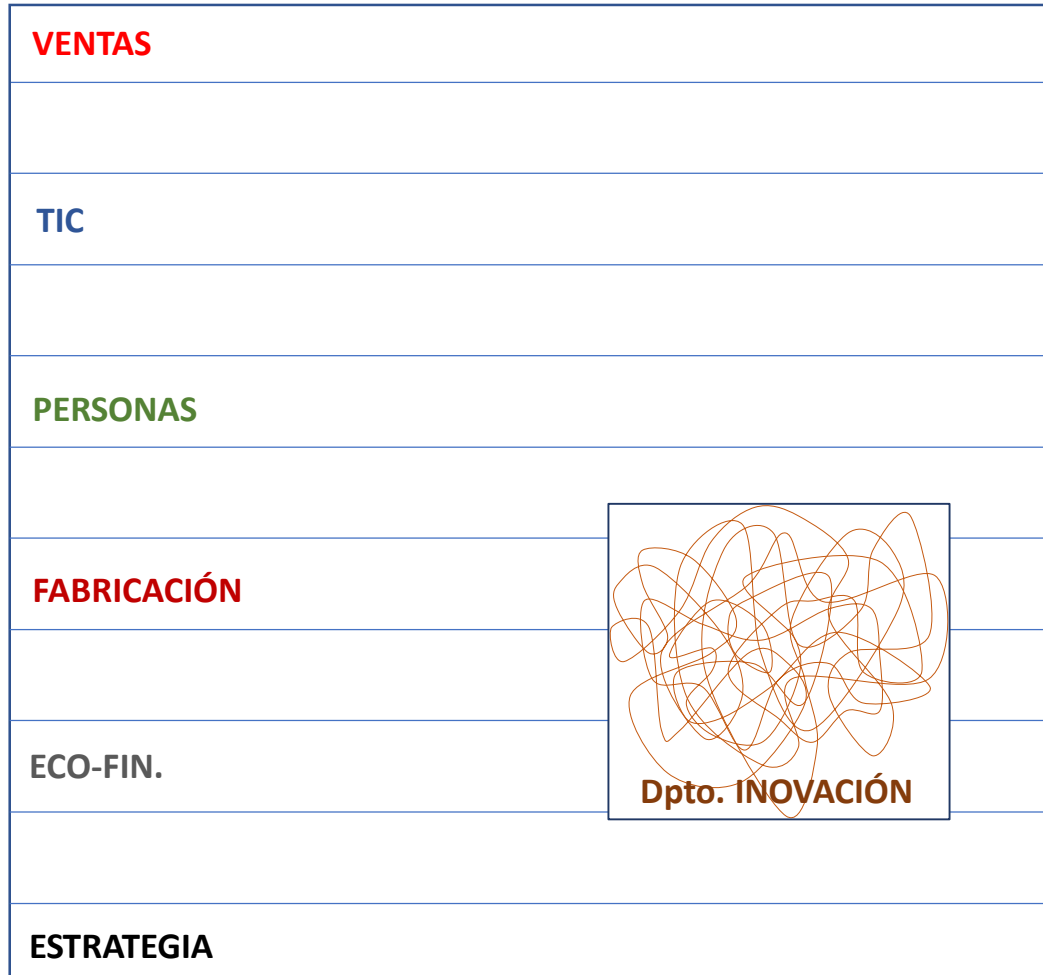 VENTAS
TIC
PERSONAS
FABRICACIÓN
ECO-FIN.
Dpto. INOVACIÓN
ESTRATEGIA